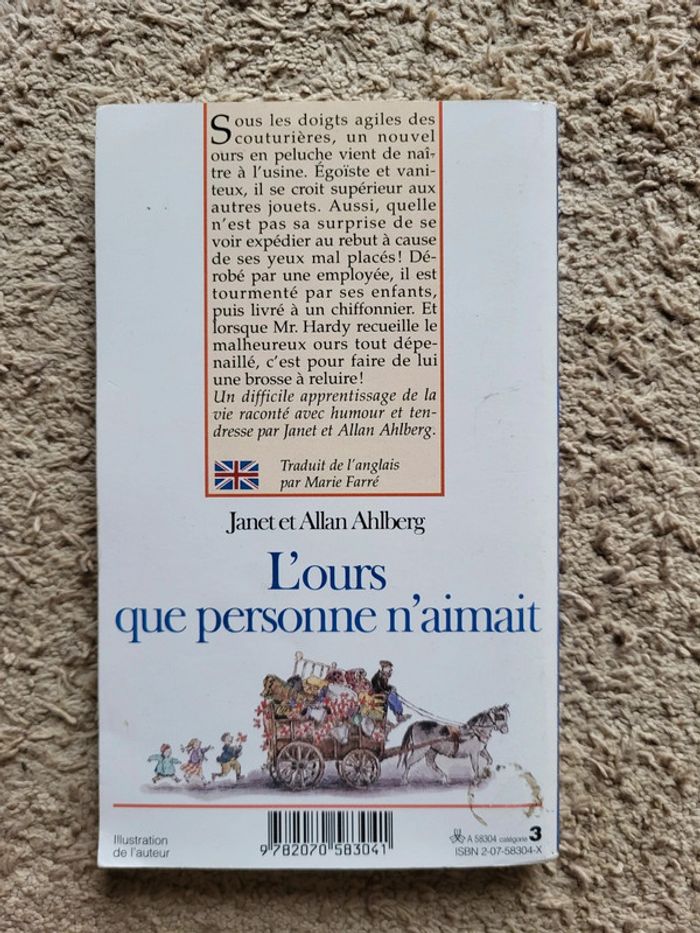 Sous les doigts agiles des
couturières, un nouvel
ours en peluche vient de naî-
tre à l'usine. Égoïste et vani-
teux, il se croit supérieur aux
autres jouets. Aussi, quelle
n'est pas sa surprise de se
voir expédier au rebut à cause
de ses yeux mal placés! Dé-
robé par une employée, il est
tourmenté par ses enfants,
puis livré à un chiffonnier. Et
lorsque Mr. Hardy recueille le
malheureux ours tout dépe-
naillé, c'est pour faire de lui
une brosse à reluire!
Un difficile apprentissage de la
vie raconté avec humour et ten-
dresse par Janet et Allan Ahlberg.
Traduit de l'anglais
par Marie Farré
Janet et Allan Ahlberg
L'ours
que personne n'aimait
Illustration
de l'auteur
9 782070 583041
A 58304 catégorie 3
ISBN 2-07-58304-X